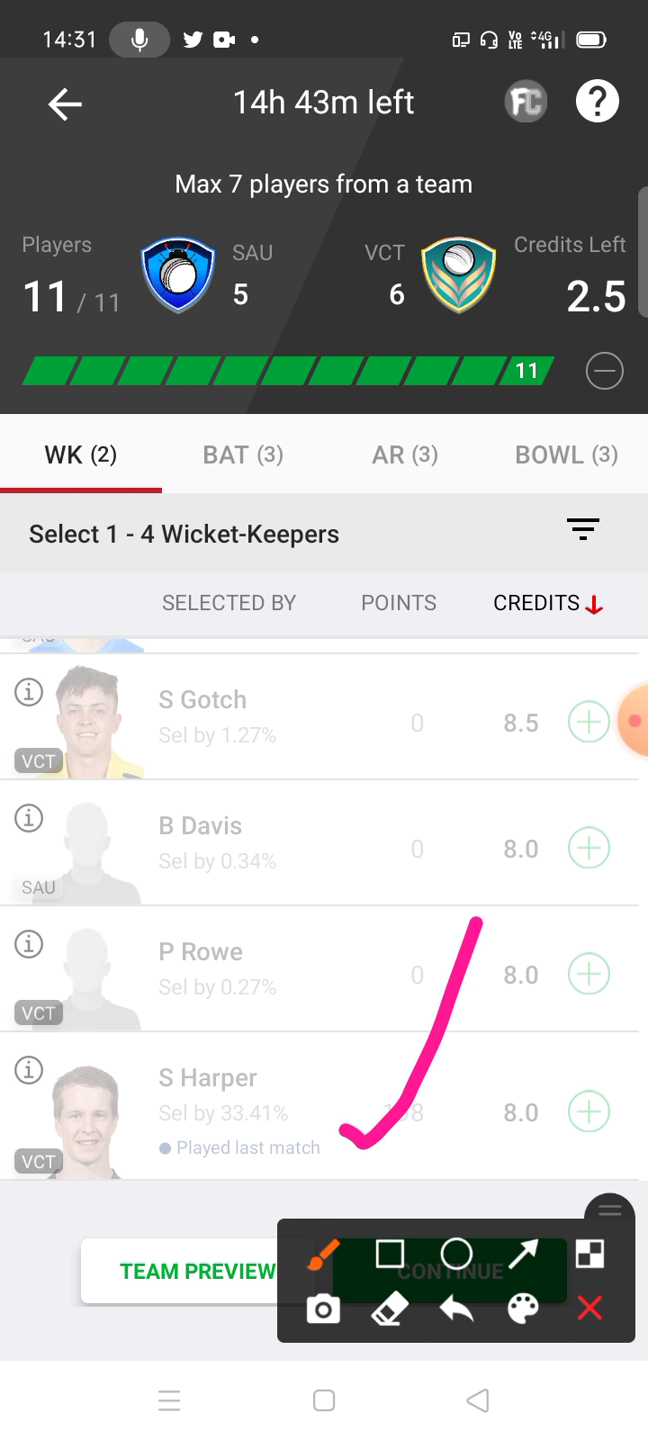 14:31
Vo LTE 4G
14h 43m left
FC ?
Max 7 players from a team
Players SAU VCT Credits Left
11 / 11 5 6 2.5
11
WK (2) BAT (3) AR (3) BOWL (3)
Select 1 - 4 Wicket-Keepers
SELECTED BY POINTS CREDITS
SAU
S Gotch
Sel by 1.27% 0 8.5
VCT
B Davis
Sel by 0.34% 0 8.0
SAU
P Rowe
Sel by 0.27% 0 8.0
VCT
S Harper
Sel by 33.41% 8.0
Played last match
VCT
TEAM PREVIEW CONTINUE